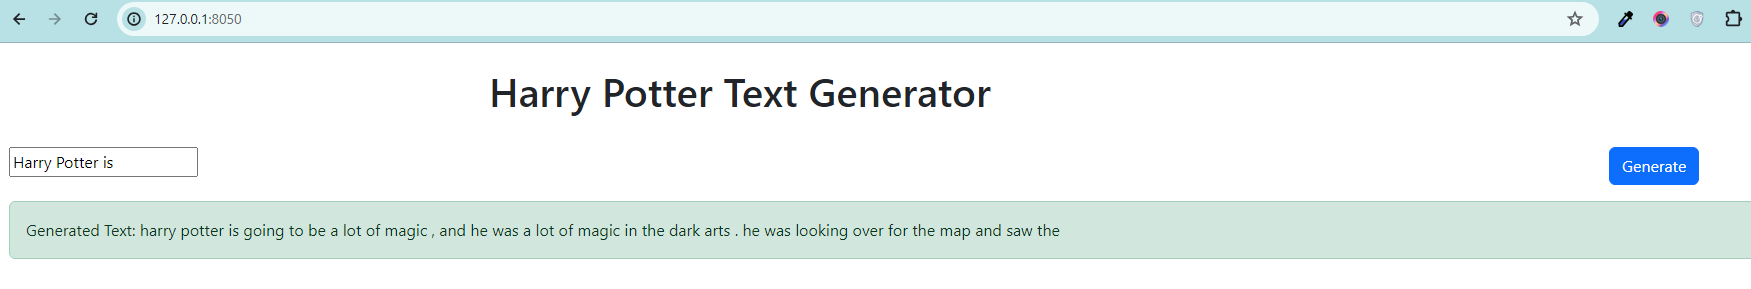 127.0.0.1:8050
Harry Potter Text Generator
Harry Potter is
Generate
Generated Text: harry potter is going to be a lot of magic , and he was a lot of magic in the dark arts . he was looking over for the map and saw the